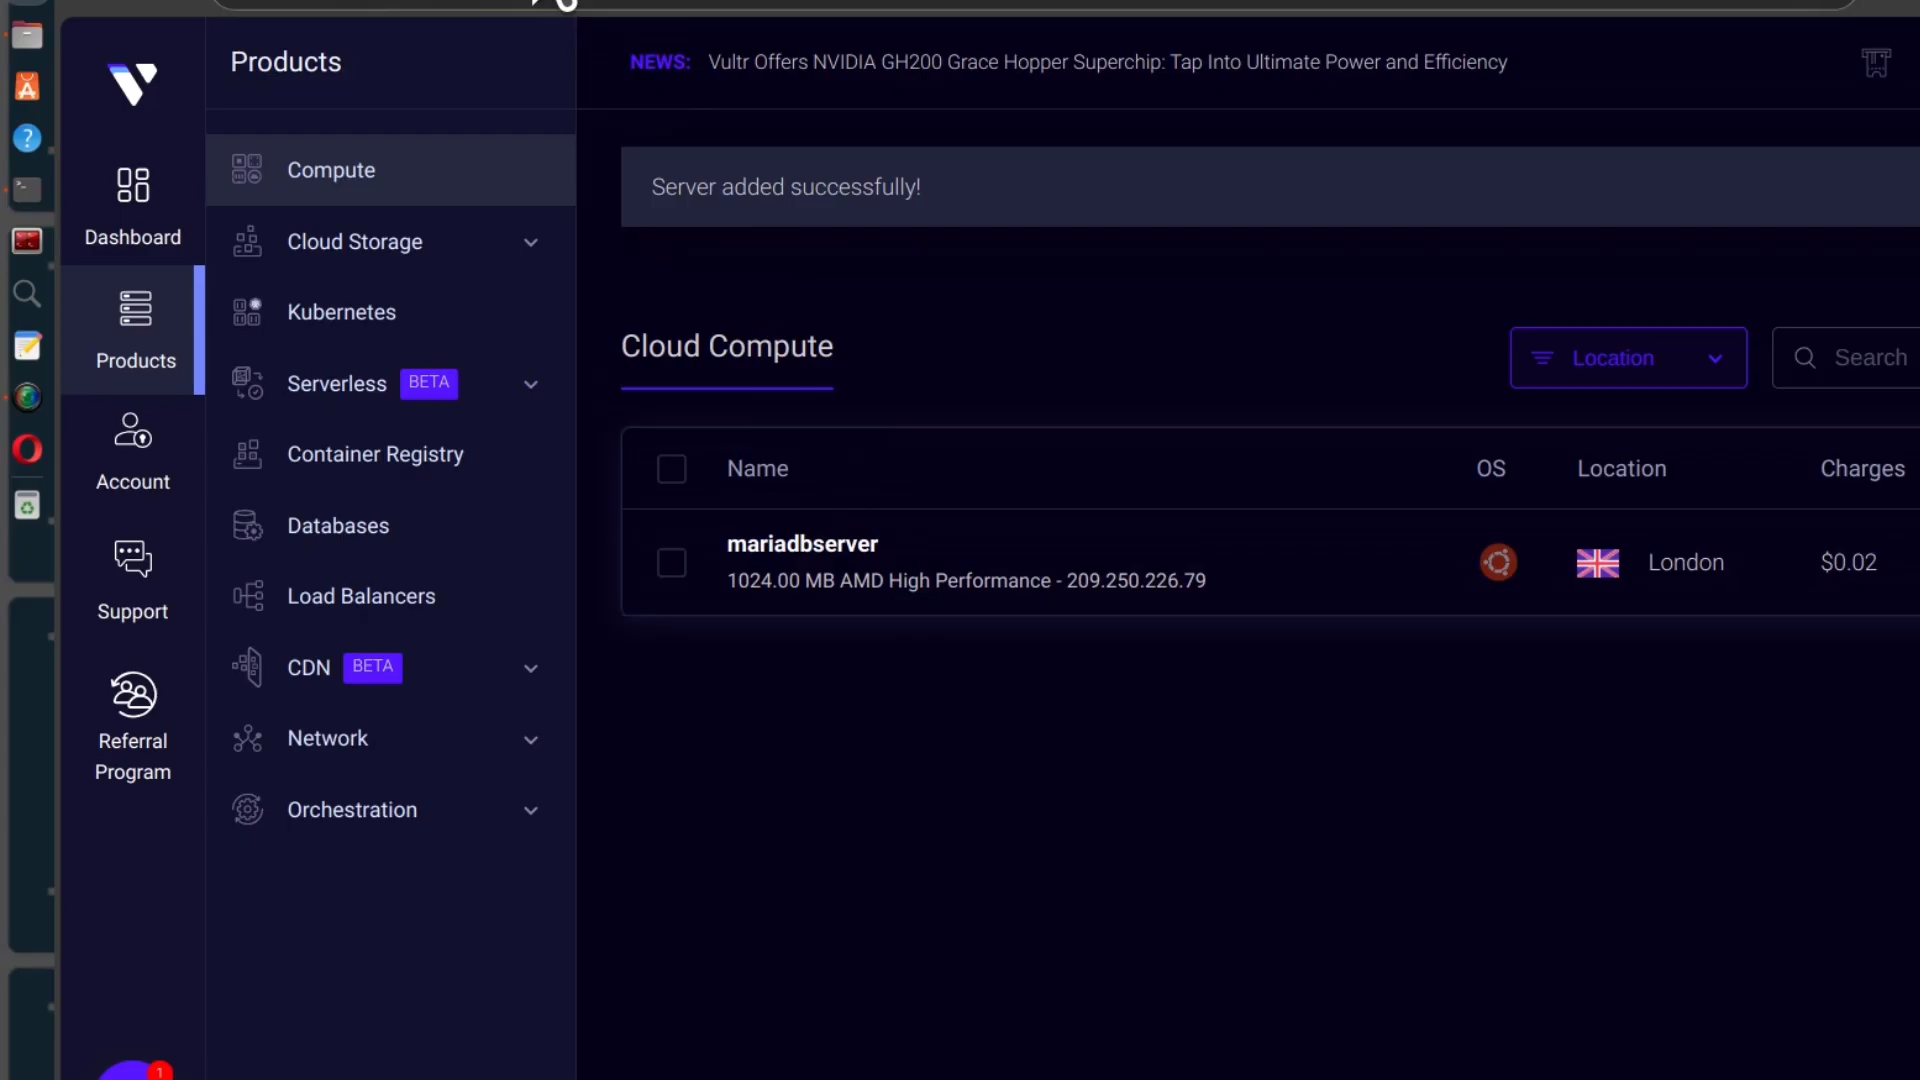 Products
NEWS: Vultr Offers NVIDIA GH200 Grace Hopper Superchip: Tap Into Ultimate Power and Efficiency
Dashboard
Products
Account
Support
Referral
Program
1
Compute
Cloud Storage
Kubernetes
Serverless BETA
Container Registry
Databases
Load Balancers
CDN BETA
Network
Orchestration
Server added successfully!
Cloud Compute
Location
Search
Name OS Location Charges
mariadbserver
1024.00 MB AMD High Performance - 209.250.226.79
London $0.02